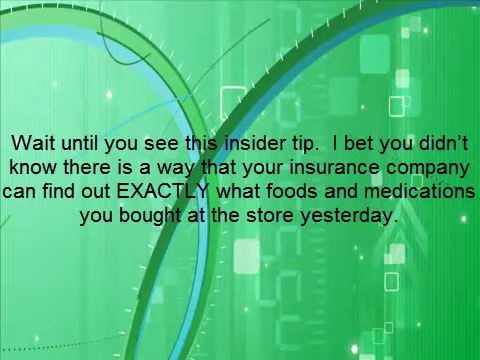 Wait until you see this insider tip.  I bet you didn’t
know there is a way that your insurance company
can find out EXACTLY what foods and medications
you bought at the store yesterday.